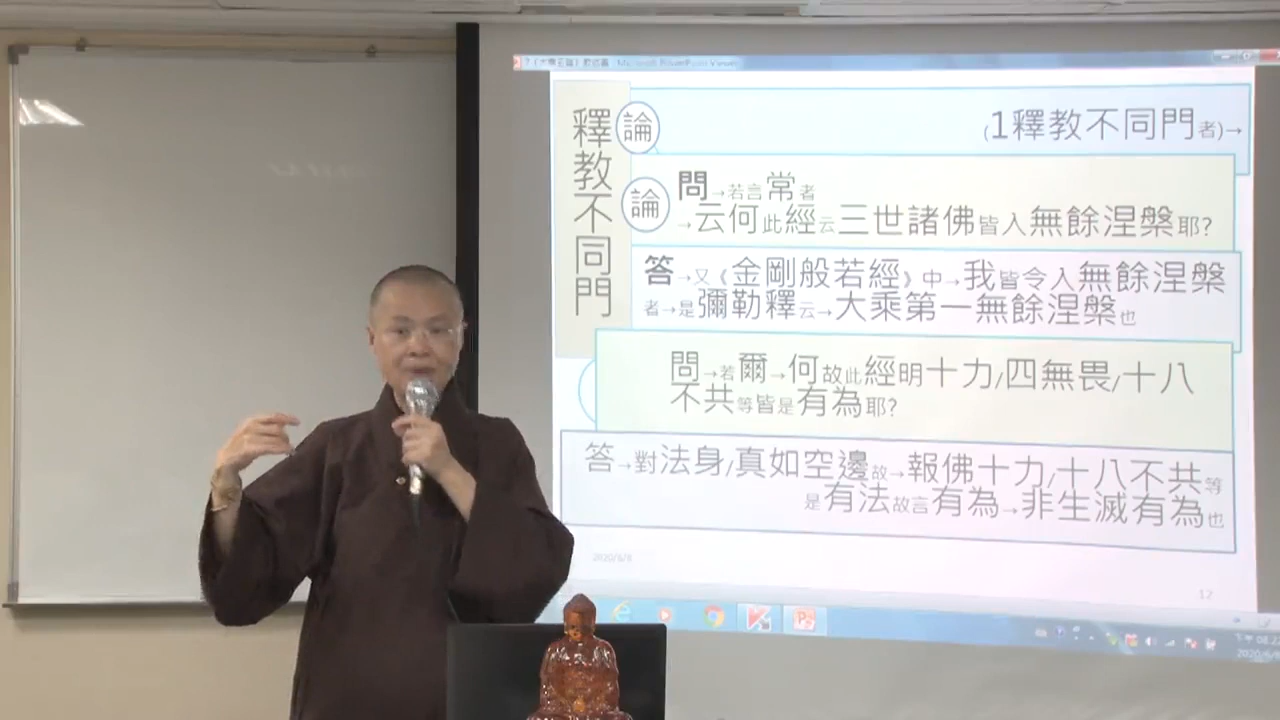 Microsoft PowerPoint Viewer
釋教不同門
論
(1釋教不同門者)→
論
問→若言常者
→云何此經云三世諸佛皆入無餘涅槃耶?
答→又《金剛般若經》中→我皆令入無餘涅槃
者→是彌勒釋云→大乘第一無餘涅槃也
問→若爾→何故此經明十力/四無畏/十八
不共等皆是有為耶?
答→對法身/真如空邊故→報佛十力/十八不共等
是有法故言有為→非生滅有為也
2020/6/8
12